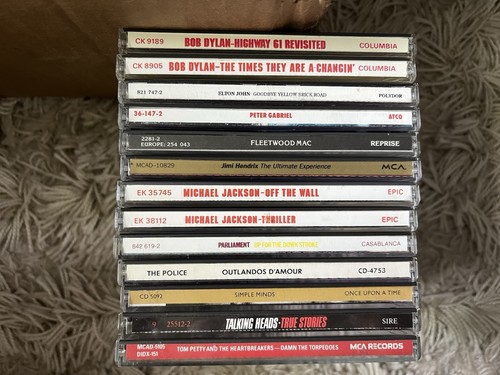 CK 9189 BOB DYLAN-HIGHWAY 61 REVISITED COLUMBIA
CK 8905 BOB DYLAN-THE TIMES THEY ARE A CHANGIN' COLUMBIA
821 747-2 ELTON JOHN GOODBYE YELLOW BRICK ROAD POLYDOR
36-147-2 PETER GABRIEL ATCO
2281-2
EUROPE: 254 043 FLEETWOOD MAC REPRISE
MCAD-10829 Jimi Hendrix The Ultimate Experience MCA.
EK 35745 MICHAEL JACKSON-OFF THE WALL EPIC
EK 38112 MICHAEL JACKSON-THRILLER EPIC
842 619-2 PARLIAMENT UP FOR THE DOWN STROKE CASABLANCA
THE POLICE OUTLANDOS D'AMOUR CD-4753
CD 5092 SIMPLE MINDS ONCE UPON A TIME
9 25512-2 TALKING HEADS·TRUE STORIES SIRE
MCAD-5105
DIDX-151 TOM PETTY AND THE HEARTBREAKERS — DAMN THE TORPEDOES MCA RECORDS